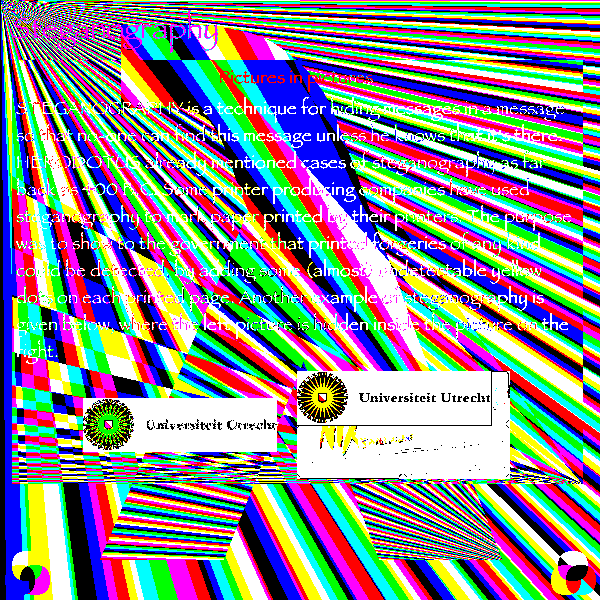 Steganography
Pictures in pictures
STEGANOGRAPHY is a technique for hiding messages in a message
so that no-one can find this message unless he knows that it's there.
HERODOTUS already mentioned cases of steganography as far
back as 400 B.C. Some printer producing companies have used
steganography to mark paper printed by their printers. The purpose
was to show to the government that printed forgeries of any kind
could be detected, by adding some (almost) undetectable yellow
dots on each printed page. Another example of steganography is
given below, where the left picture is hidden inside the picture on the
right.
Universiteit Utrecht
Universiteit Utrecht